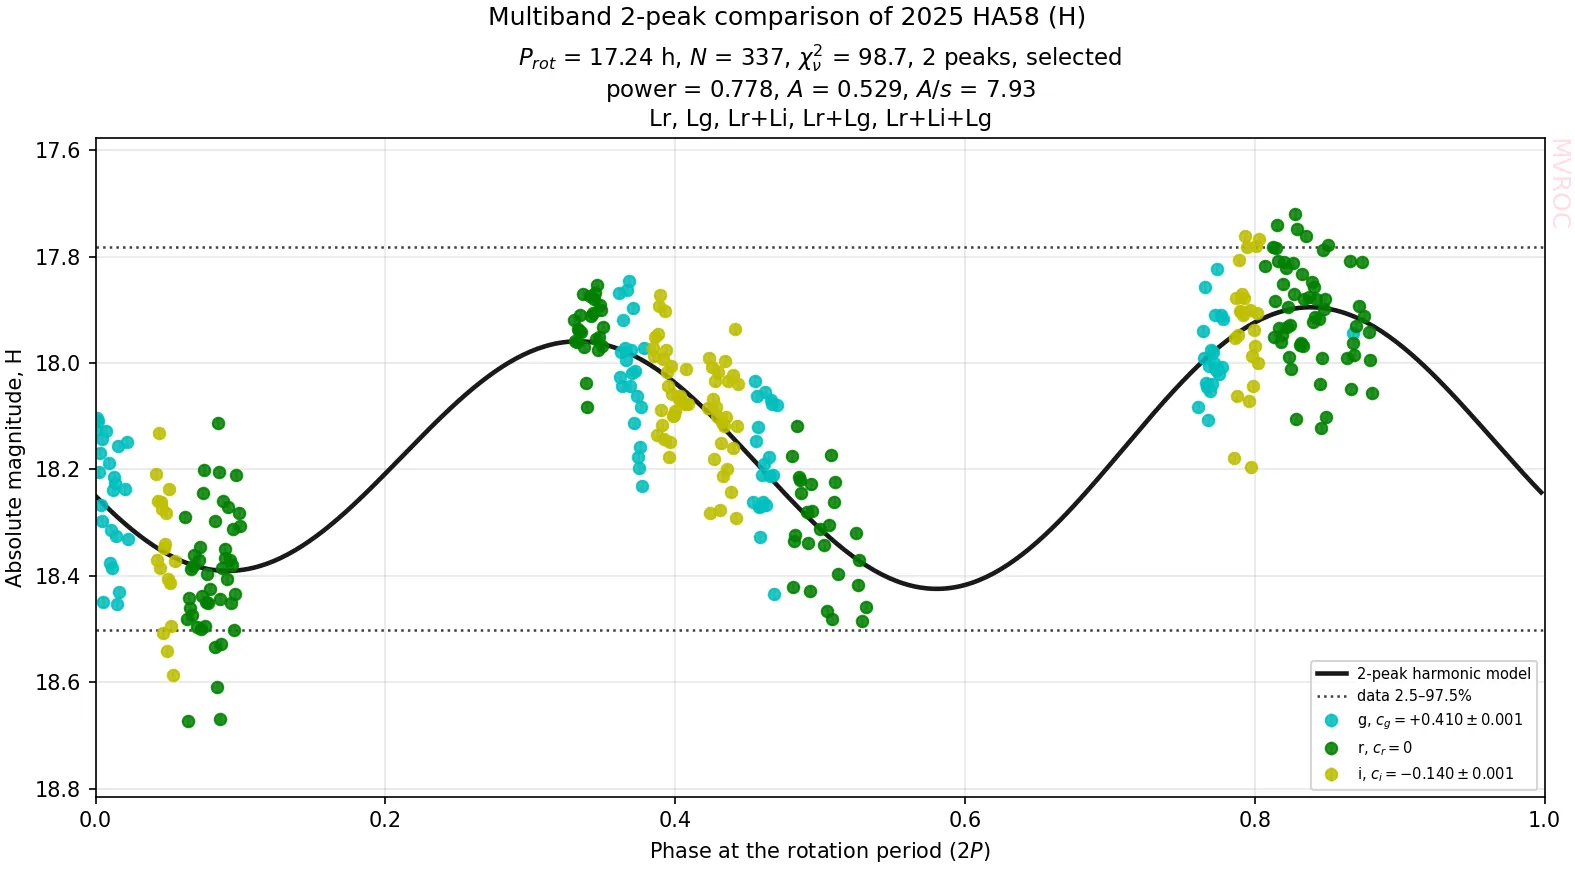 Multiband 2-peak comparison of 2025 HA58 (H)
P_rot = 17.24 h, N = 337, χ²_ν = 98.7, 2 peaks, selected
power = 0.778, A = 0.529, A/s = 7.93
Lr, Lg, Lr+Li, Lr+Lg, Lr+Li+Lg
MVROC
Absolute magnitude, H
17.6
17.8
18.0
18.2
18.4
18.6
18.8
2-peak harmonic model
data 2.5–97.5%
g, c_g = +0.410 ± 0.001
r, c_r = 0
i, c_i = −0.140 ± 0.001
0.0 0.2 0.4 0.6 0.8 1.0
Phase at the rotation period (2P)